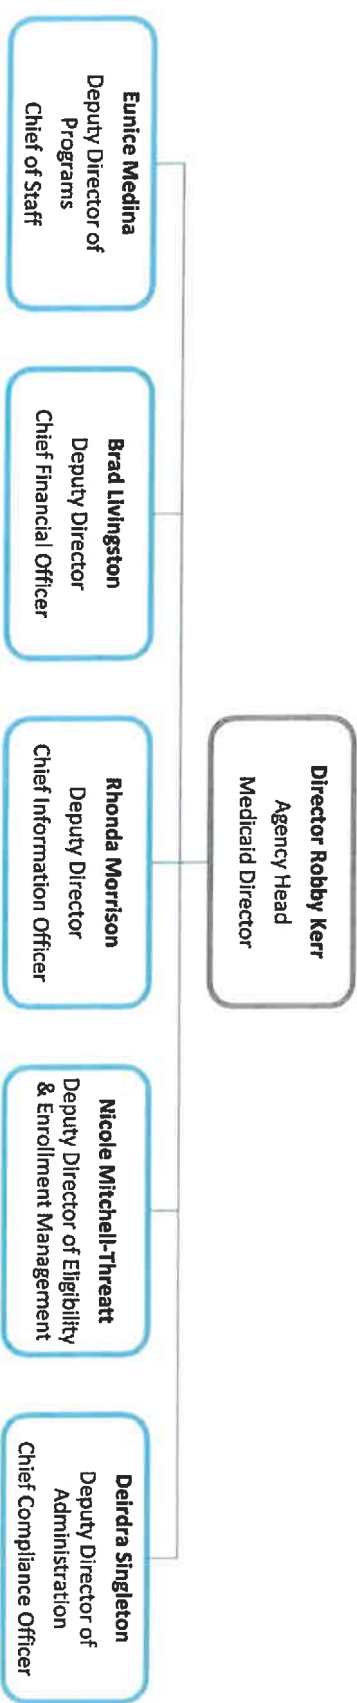 Director Robby Kerr
Agency Head
Medicaid Director
Eunice Medina
Deputy Director of
Programs
Chief of Staff
Brad Livingston
Deputy Director
Chief Financial Officer
Rhonda Morrison
Deputy Director
Chief Information Officer
Nicole Mitchell-Threatt
Deputy Director of Eligibility
& Enrollment Management
Deirdra Singleton
Deputy Director of
Administration
Chief Compliance Officer